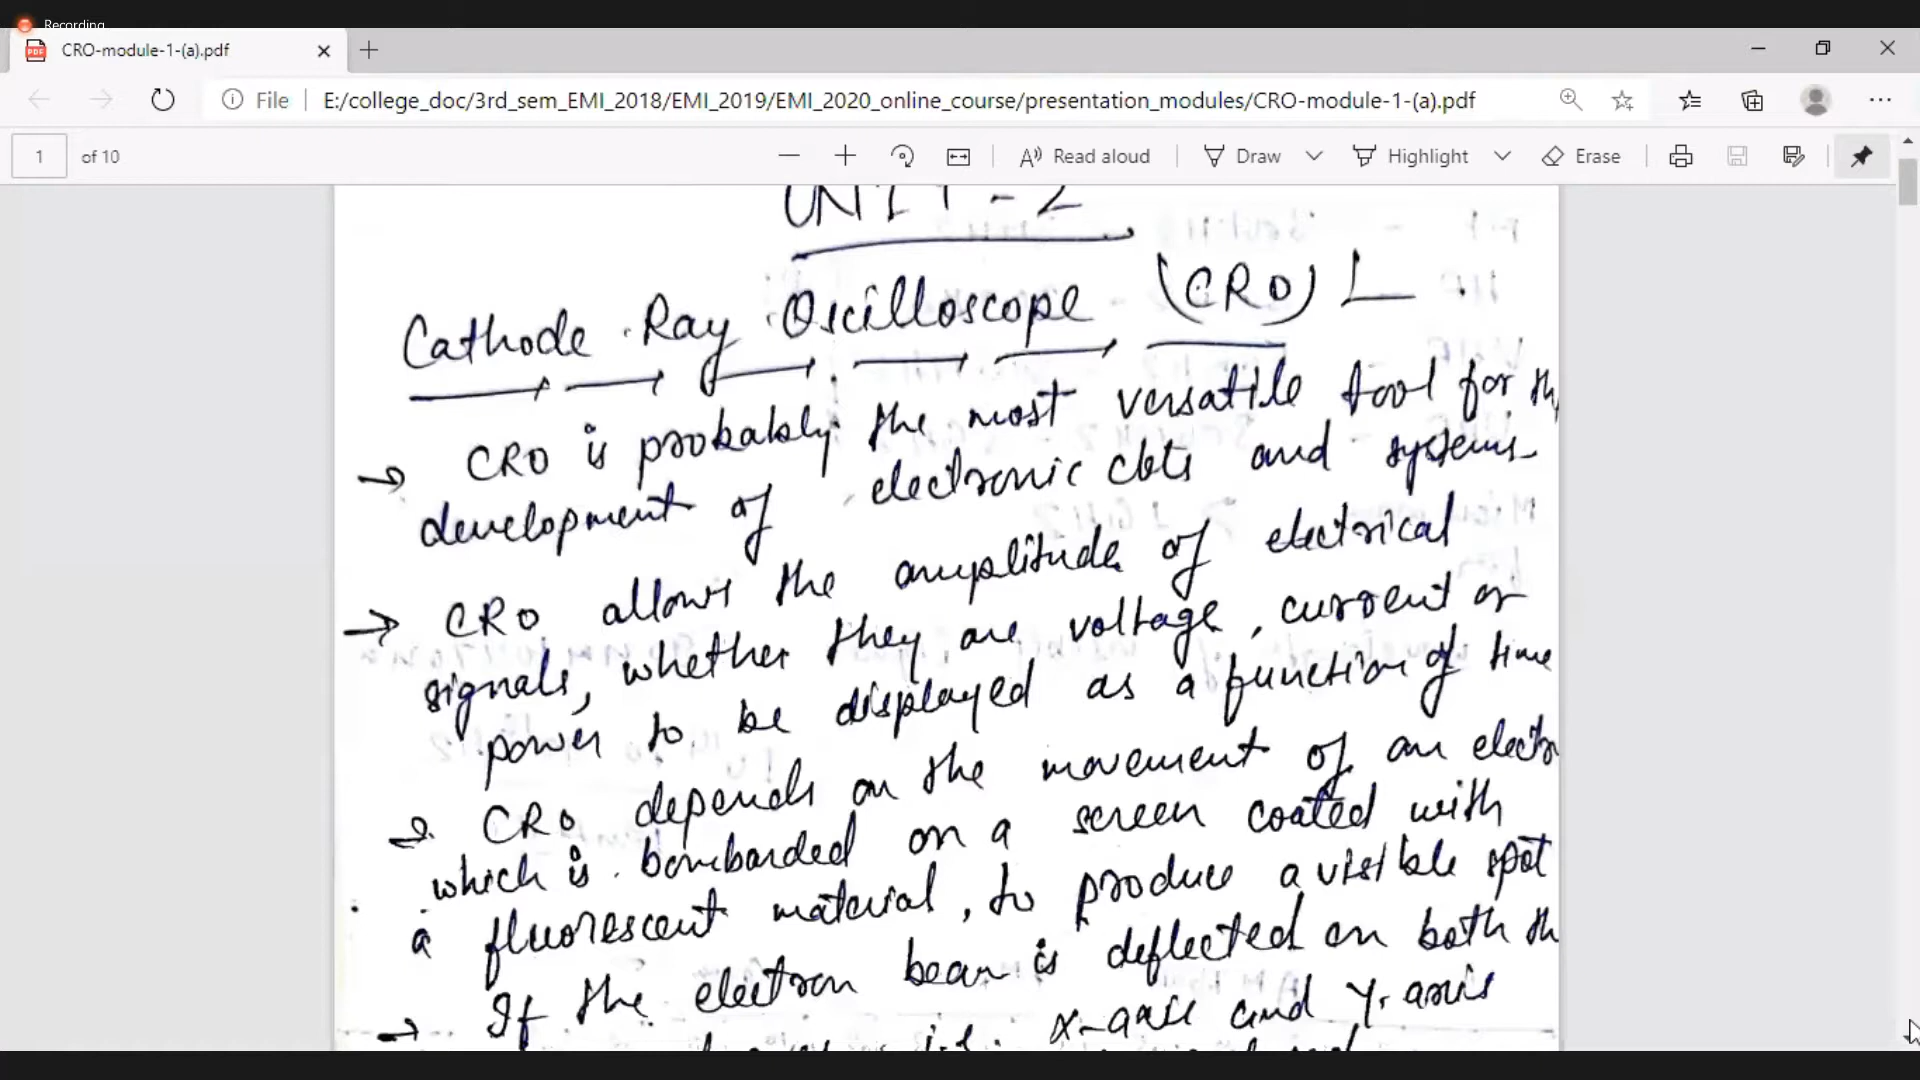 Recording
CRO-module-1-(a).pdf
File E:/college_doc/3rd_sem_EMI_2018/EMI_2019/EMI_2020_online_course/presentation_modules/CRO-module-1-(a).pdf
1 of 10 Read aloud Draw Highlight Erase
UNIT - 2
Cathode Ray Oscilloscope (CRO)
→ CRO is probably the most versatile tool for th
development of electronic ckts and systems
→ CRO allows the amplitude of electrical
signals, whether they are voltage, current or
power to be displayed as a function of time
→ CRO depends on the movement of an electr
which is bombarded on a screen coated with
a fluorescent material, to produce a visible spot
→ If the electron beam is deflected on both th
x-axis and y-axis